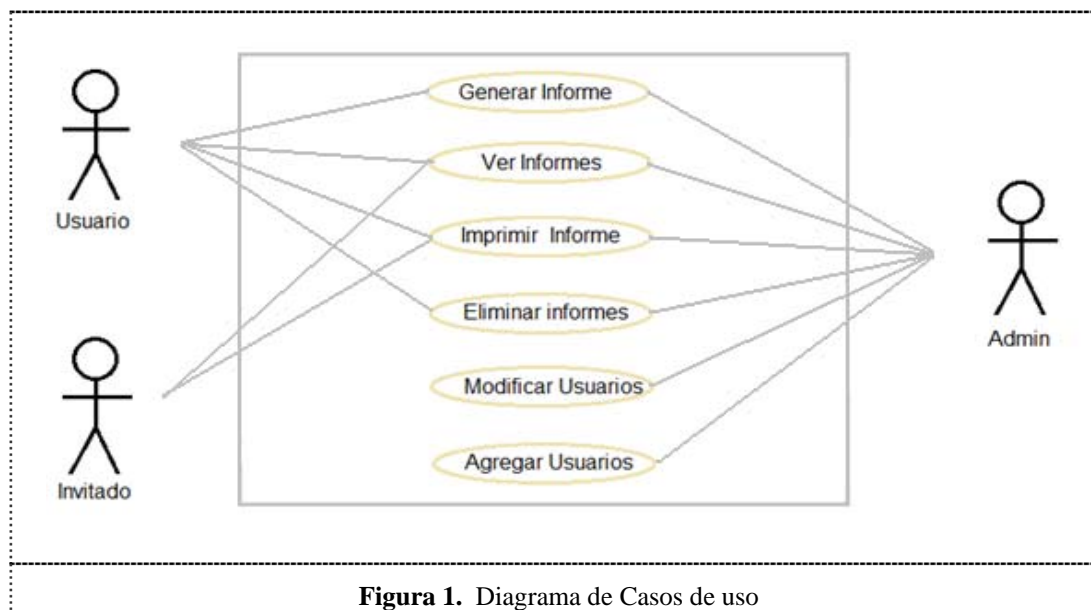 Generar Informe
Ver Informes
Imprimir Informe
Eliminar informes
Modificar Usuarios
Agregar Usuarios
Usuario
Invitado
Admin
Figura 1. Diagrama de Casos de uso